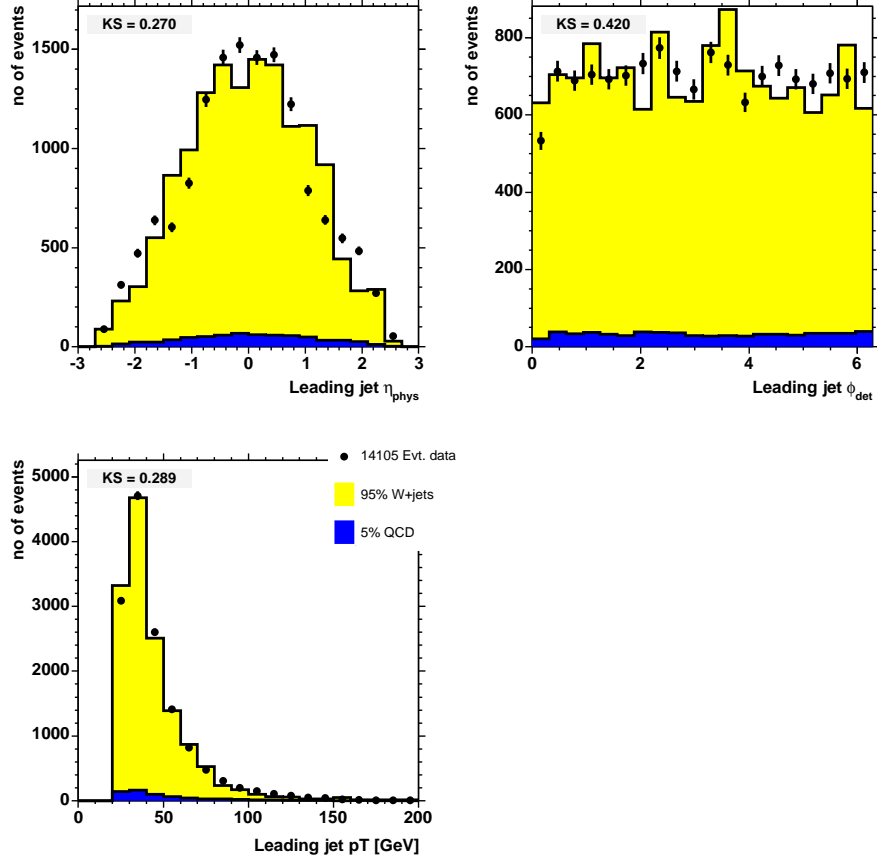 KS = 0.270
no of events
1500
1000
500
0
-3 -2 -1 0 1 2 3
Leading jet ηphys
KS = 0.420
no of events
800
600
400
200
0
0 2 4 6
Leading jet ϕdet
KS = 0.289
no of events
5000
4000
3000
2000
1000
0
0 50 100 150 200
Leading jet pT [GeV]
14105 Evt. data
95% W+jets
5% QCD